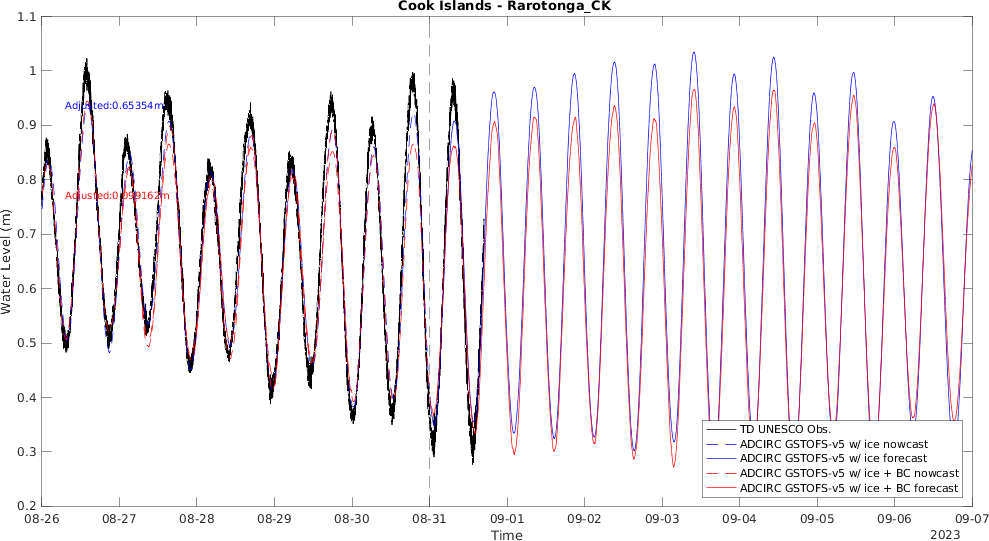 Cook Islands - Rarotonga_CK
1.1
1
0.9
0.8
0.7
0.6
0.5
0.4
0.3
0.2
Water Level (m)
Adjusted:0.65354m
Adjusted:0.099162m
TD UNESCO Obs.
ADCIRC GSTOFS-v5 w/ ice nowcast
ADCIRC GSTOFS-v5 w/ ice forecast
ADCIRC GSTOFS-v5 w/ ice + BC nowcast
ADCIRC GSTOFS-v5 w/ ice + BC forecast
08-26 08-27 08-28 08-29 08-30 08-31 09-01 09-02 09-03 09-04 09-05 09-06 09-07
Time
2023